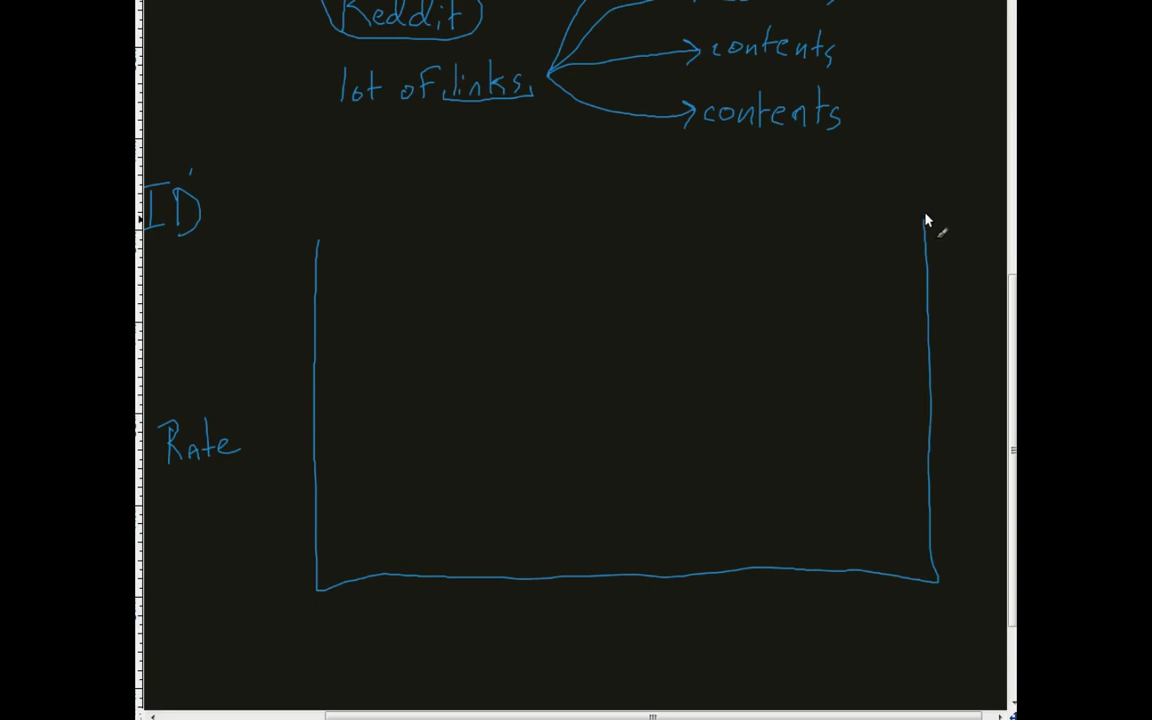 Reddit
contents
lot of links
contents
ID
Rate